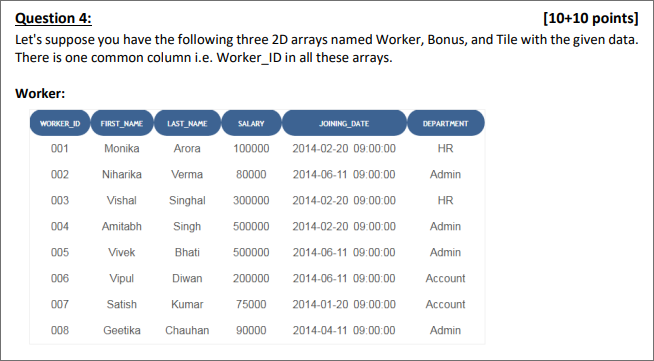 Question 4: [10+10 points]
Let's suppose you have the following three 2D arrays named Worker, Bonus, and Tile with the given data.
There is one common column i.e. Worker_ID in all these arrays.
Worker:
WORKER_ID FIRST_NAME LAST_NAME SALARY JOINING_DATE DEPARTMENT
001 Monika Arora 100000 2014-02-20 09:00:00 HR
002 Niharika Verma 80000 2014-06-11 09:00:00 Admin
003 Vishal Singhal 300000 2014-02-20 09:00:00 HR
004 Amitabh Singh 500000 2014-02-20 09:00:00 Admin
005 Vivek Bhati 500000 2014-06-11 09:00:00 Admin
006 Vipul Diwan 200000 2014-06-11 09:00:00 Account
007 Satish Kumar 75000 2014-01-20 09:00:00 Account
008 Geetika Chauhan 90000 2014-04-11 09:00:00 Admin